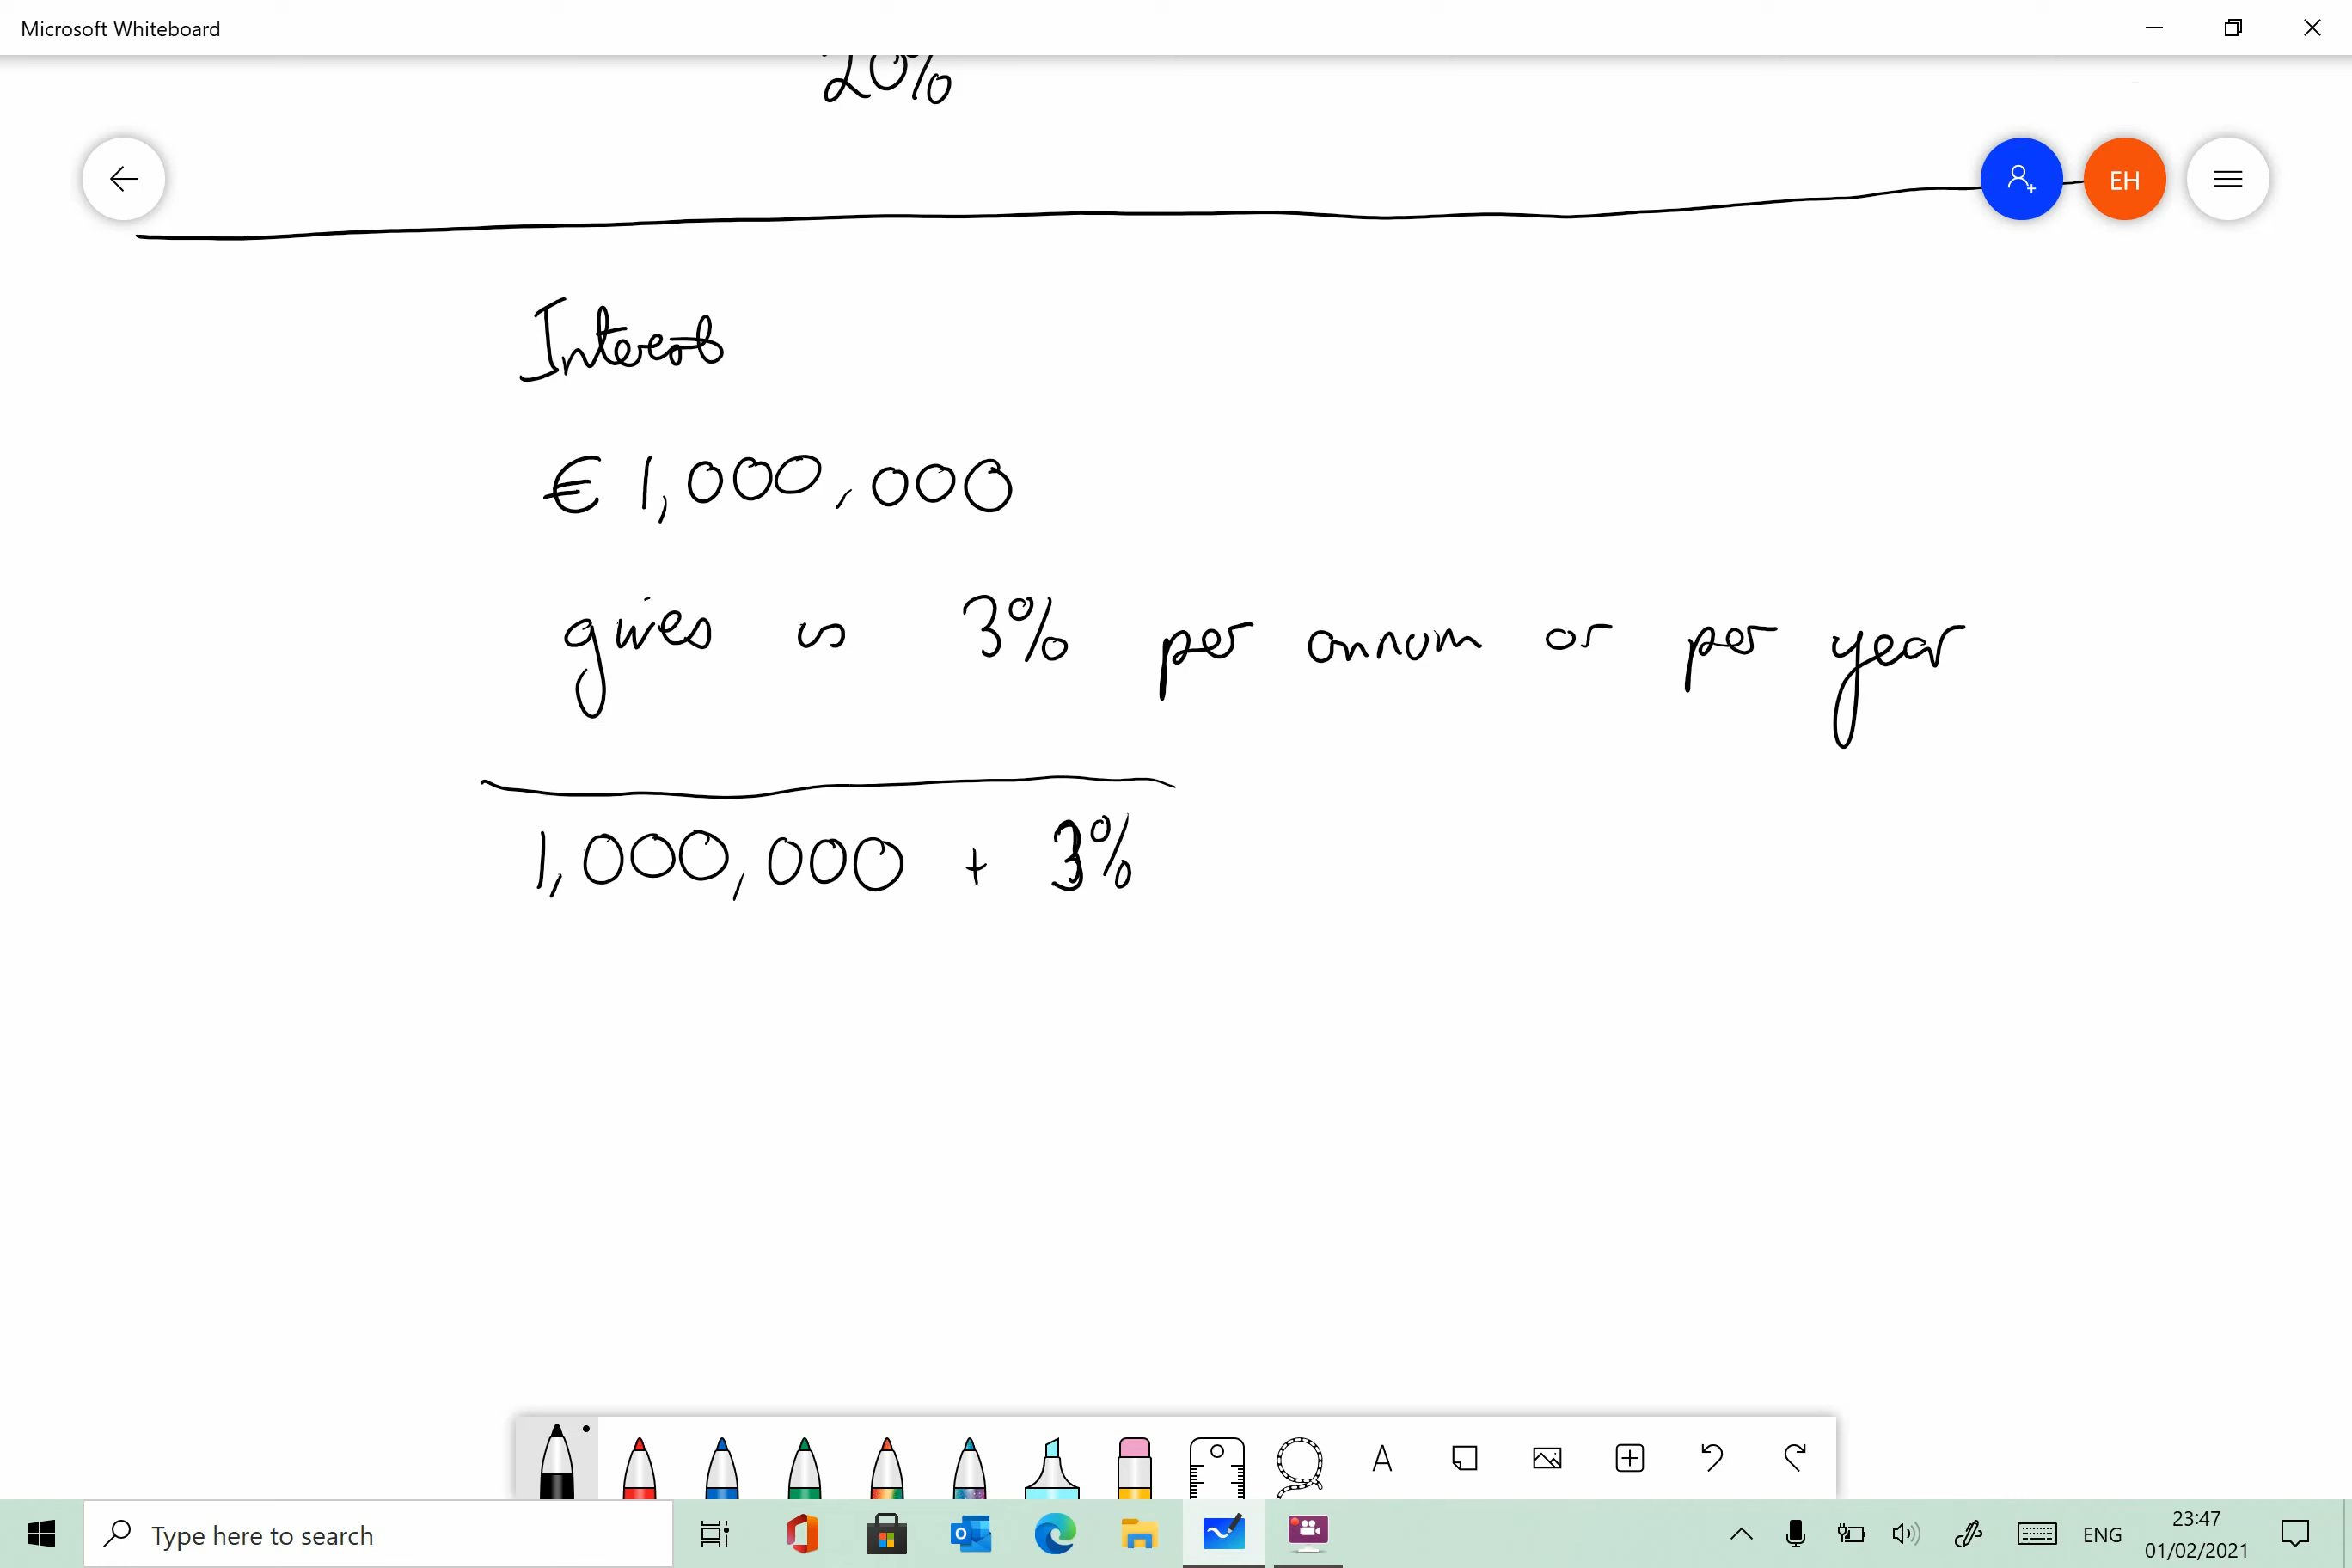 Microsoft Whiteboard
20%
EH
Interest
€ 1,000,000
gives us 3% per annum or per year
1,000,000 + 3%
A
Type here to search
ENG
23:47
01/02/2021